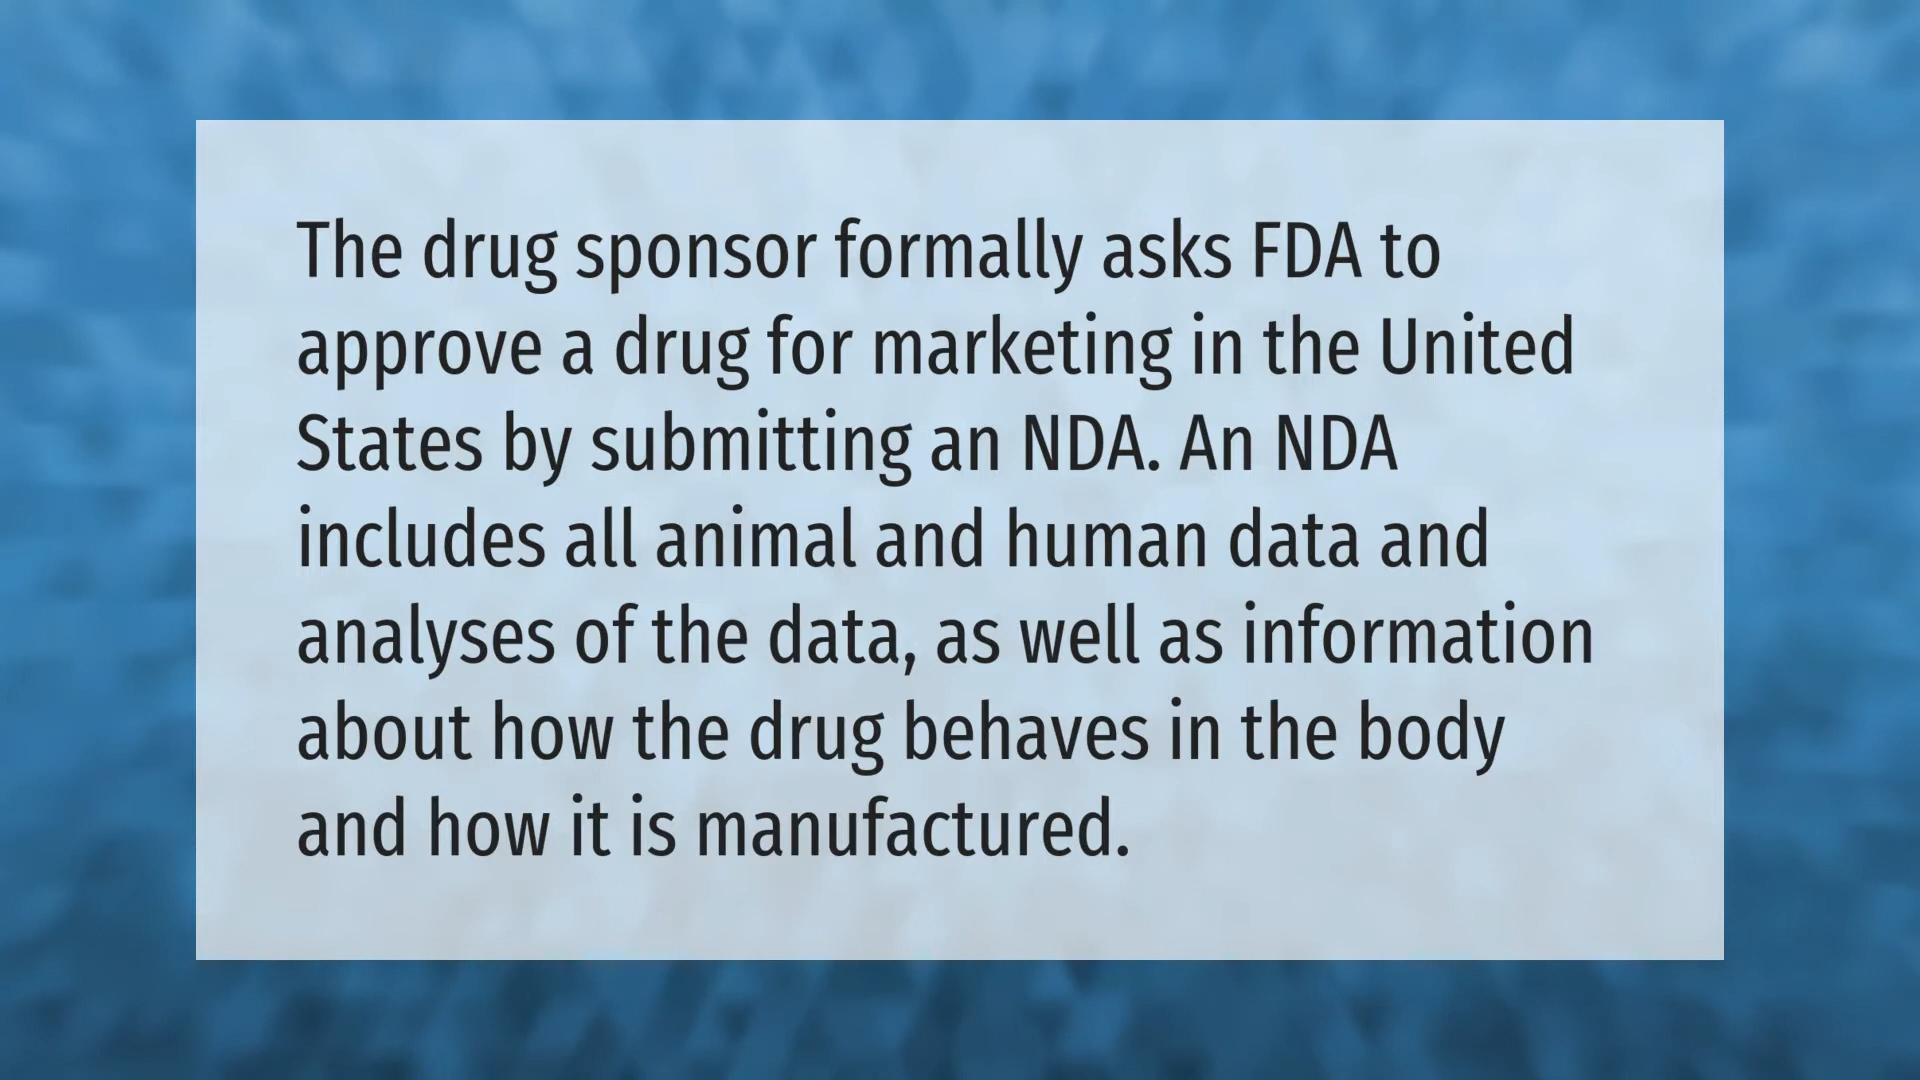 The drug sponsor formally asks FDA to
approve a drug for marketing in the United
States by submitting an NDA. An NDA
includes all animal and human data and
analyses of the data, as well as information
about how the drug behaves in the body
and how it is manufactured.